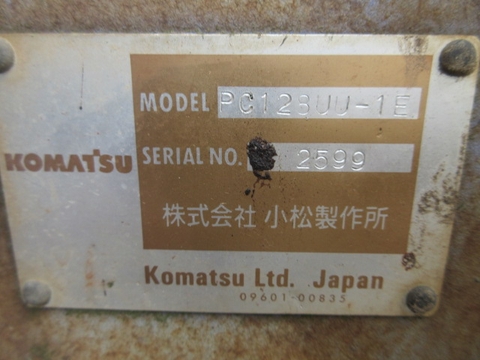 MODEL PC128UU-1E
KOMATSU
SERIAL NO. 2599
株式会社 小松製作所
Komatsu Ltd. Japan
09601-00835